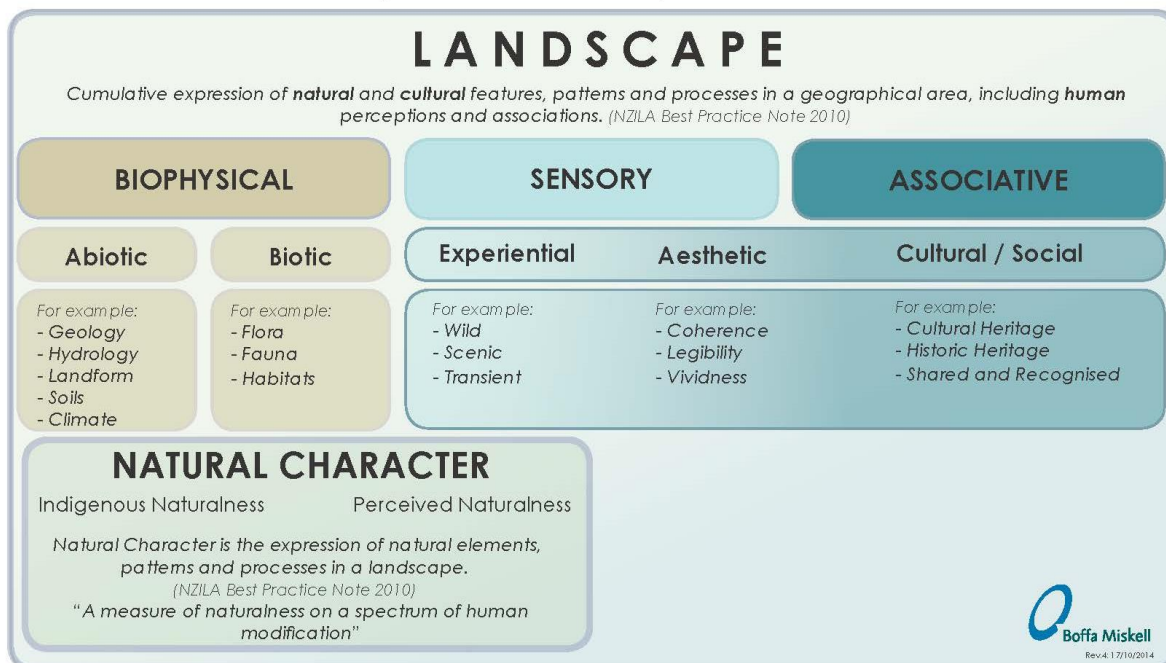 LANDSCAPE
Cumulative expression of natural and cultural features, patterns and processes in a geographical area, including human
perceptions and associations. (NZILA Best Practice Note 2010)
BIOPHYSICAL
SENSORY
ASSOCIATIVE
Abiotic
Biotic
Experiential
Aesthetic
Cultural / Social
For example:
- Geology
- Hydrology
- Landform
- Soils
- Climate
For example:
- Flora
- Fauna
- Habitats
For example:
- Wild
- Scenic
- Transient
For example:
- Coherence
- Legibility
- Vividness
For example:
- Cultural Heritage
- Historic Heritage
- Shared and Recognised
NATURAL CHARACTER
Indigenous Naturalness
Perceived Naturalness
Natural Character is the expression of natural elements,
patterns and processes in a landscape.
(NZILA Best Practice Note 2010)
"A measure of naturalness on a spectrum of human
modification"
Boffa Miskell
Rev.4: 17/10/2014